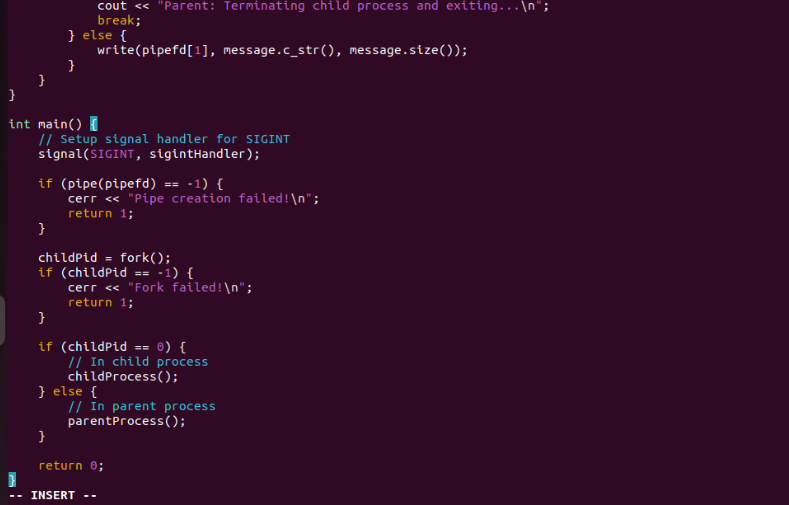 cout << "Parent: Terminating child process and exiting...\n";
            break;
        } else {
            write(pipefd[1], message.c_str(), message.size());
        }
    }
}

int main() {
    // Setup signal handler for SIGINT
    signal(SIGINT, sigintHandler);

    if (pipe(pipefd) == -1) {
        cerr << "Pipe creation failed!\n";
        return 1;
    }

    childPid = fork();
    if (childPid == -1) {
        cerr << "Fork failed!\n";
        return 1;
    }

    if (childPid == 0) {
        // In child process
        childProcess();
    } else {
        // In parent process
        parentProcess();
    }

    return 0;
}
-- INSERT --